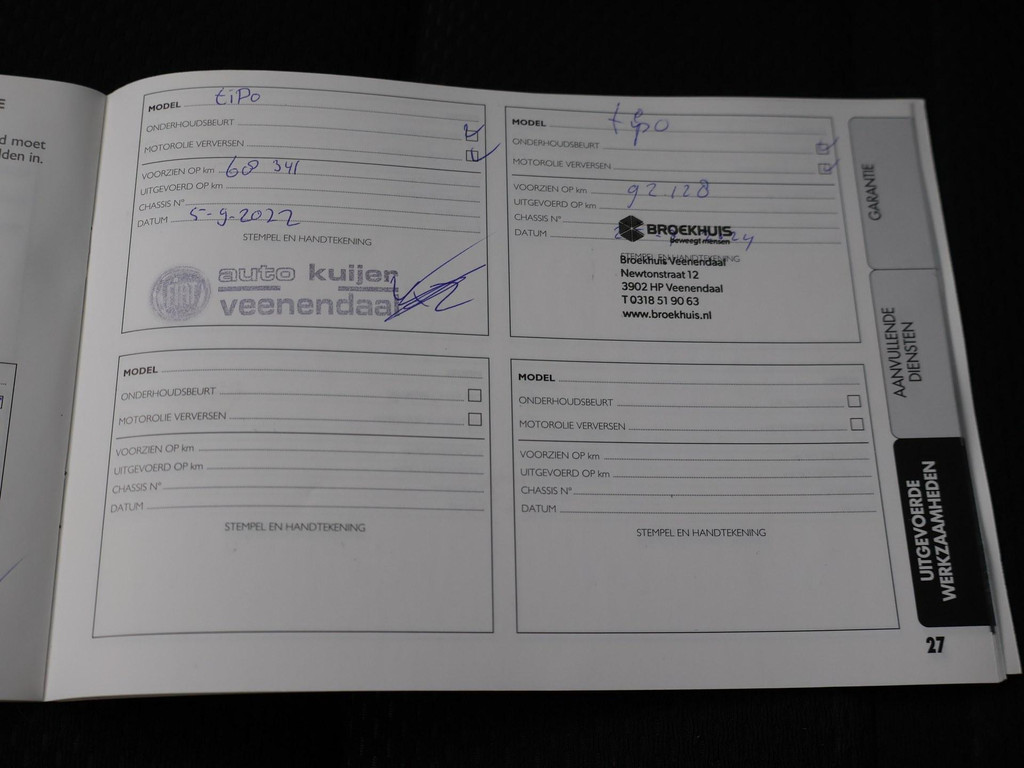 E
d moet
lden in.
MODEL tiPo
ONDERHOUDSBEURT
MOTOROLIE VERVERSEN
VOORZIEN OP km 68 341
UITGEVOERD OP km
CHASSIS N°
DATUM 5-9-2022
STEMPEL EN HANDTEKENING
FIAT
auto kuijer
veenendaal
MODEL tipo
ONDERHOUDSBEURT
MOTOROLIE VERVERSEN
VOORZIEN OP km 92.128
UITGEVOERD OP km
CHASSIS N°
DATUM
BROEKHUIS
beweegt mensen
STEMPEL EN HANDTEKENING
Broekhuis Veenendaal
Newtonstraat 12
3902 HP Veenendaal
T 0318 51 90 63
www.broekhuis.nl
MODEL
ONDERHOUDSBEURT
MOTOROLIE VERVERSEN
VOORZIEN OP km
UITGEVOERD OP km
CHASSIS N°
DATUM
STEMPEL EN HANDTEKENING
MODEL
ONDERHOUDSBEURT
MOTOROLIE VERVERSEN
VOORZIEN OP km
UITGEVOERD OP km
CHASSIS N°
DATUM
STEMPEL EN HANDTEKENING
GARANTIE
AANVULLENDE
DIENSTEN
UITGEVOERDE
WERKZAAMHEDEN
27